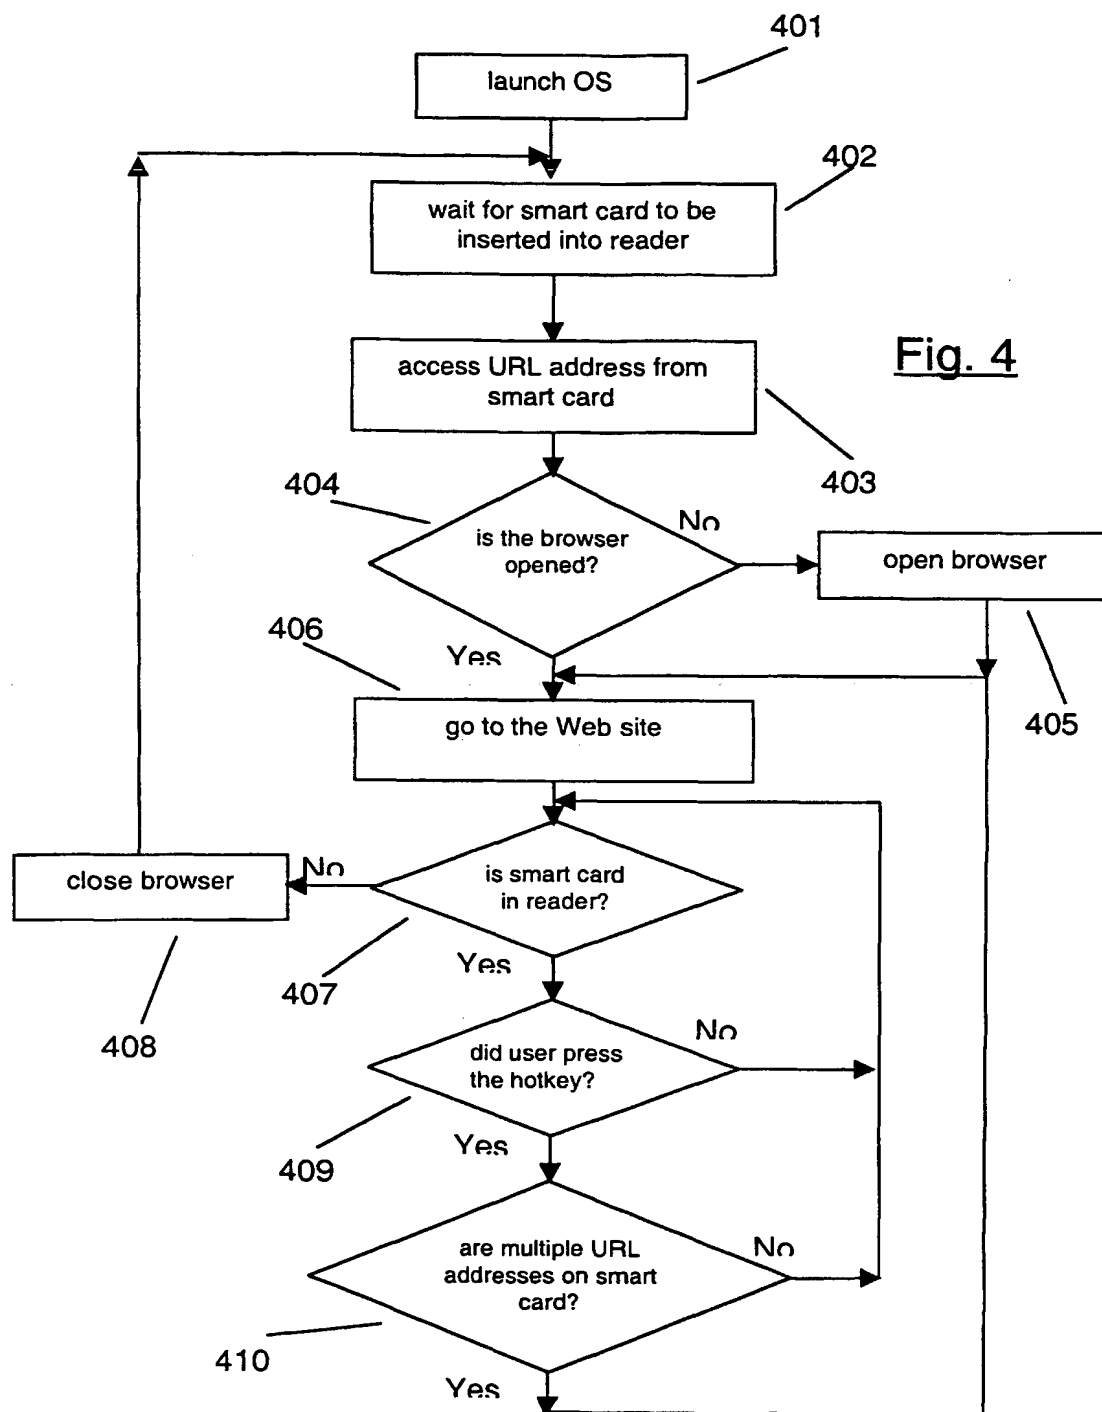 401
launch OS
402
wait for smart card to be
inserted into reader
access URL address from
smart card
Fig. 4
403
404
No
is the browser
opened?
open browser
406
Yes
405
go to the Web site
close browser
No
is smart card
in reader?
Yes
407
408
No
did user press
the hotkey?
Yes
409
are multiple URL
addresses on smart
card?
No
410
Yes